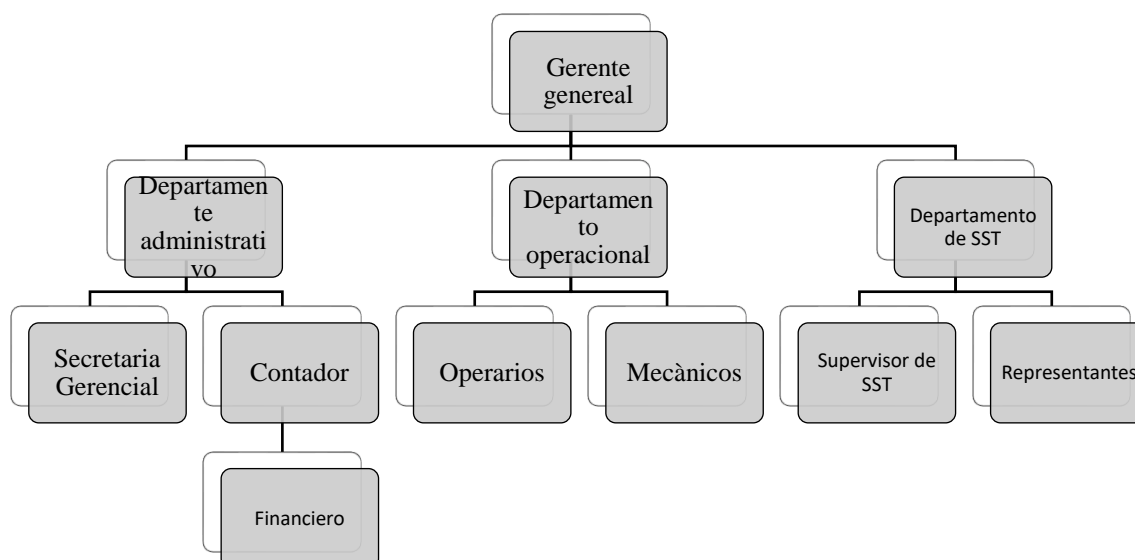 Gerente
genereal
Departamen
te
administrati
vo
Departamen
to
operacional
Departamento
de SST
Secretaria
Gerencial
Contador
Operarios
Mecànicos
Supervisor de
SST
Representantes
Financiero